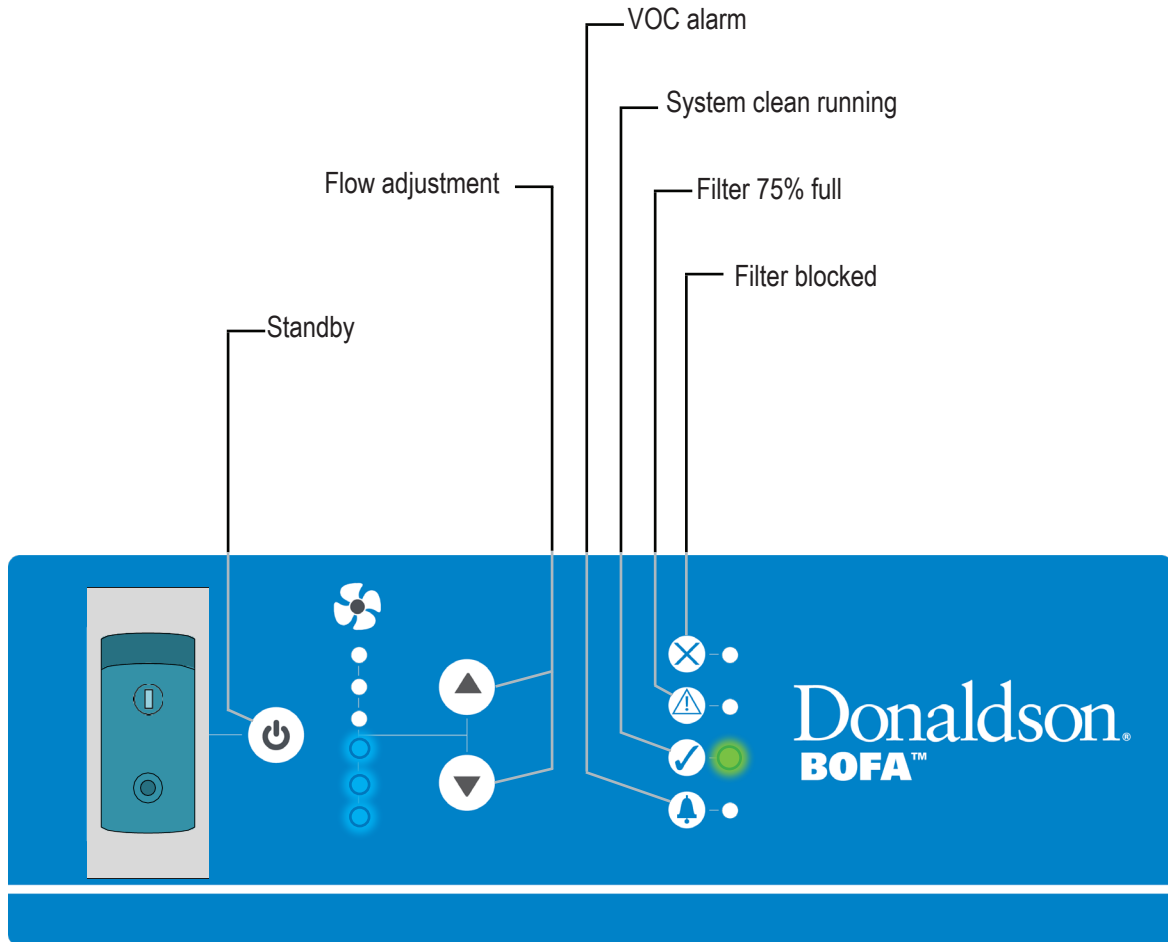 VOC alarm
System clean running
Flow adjustment
Filter 75% full
Filter blocked
Standby
Donaldson®
BOFA™